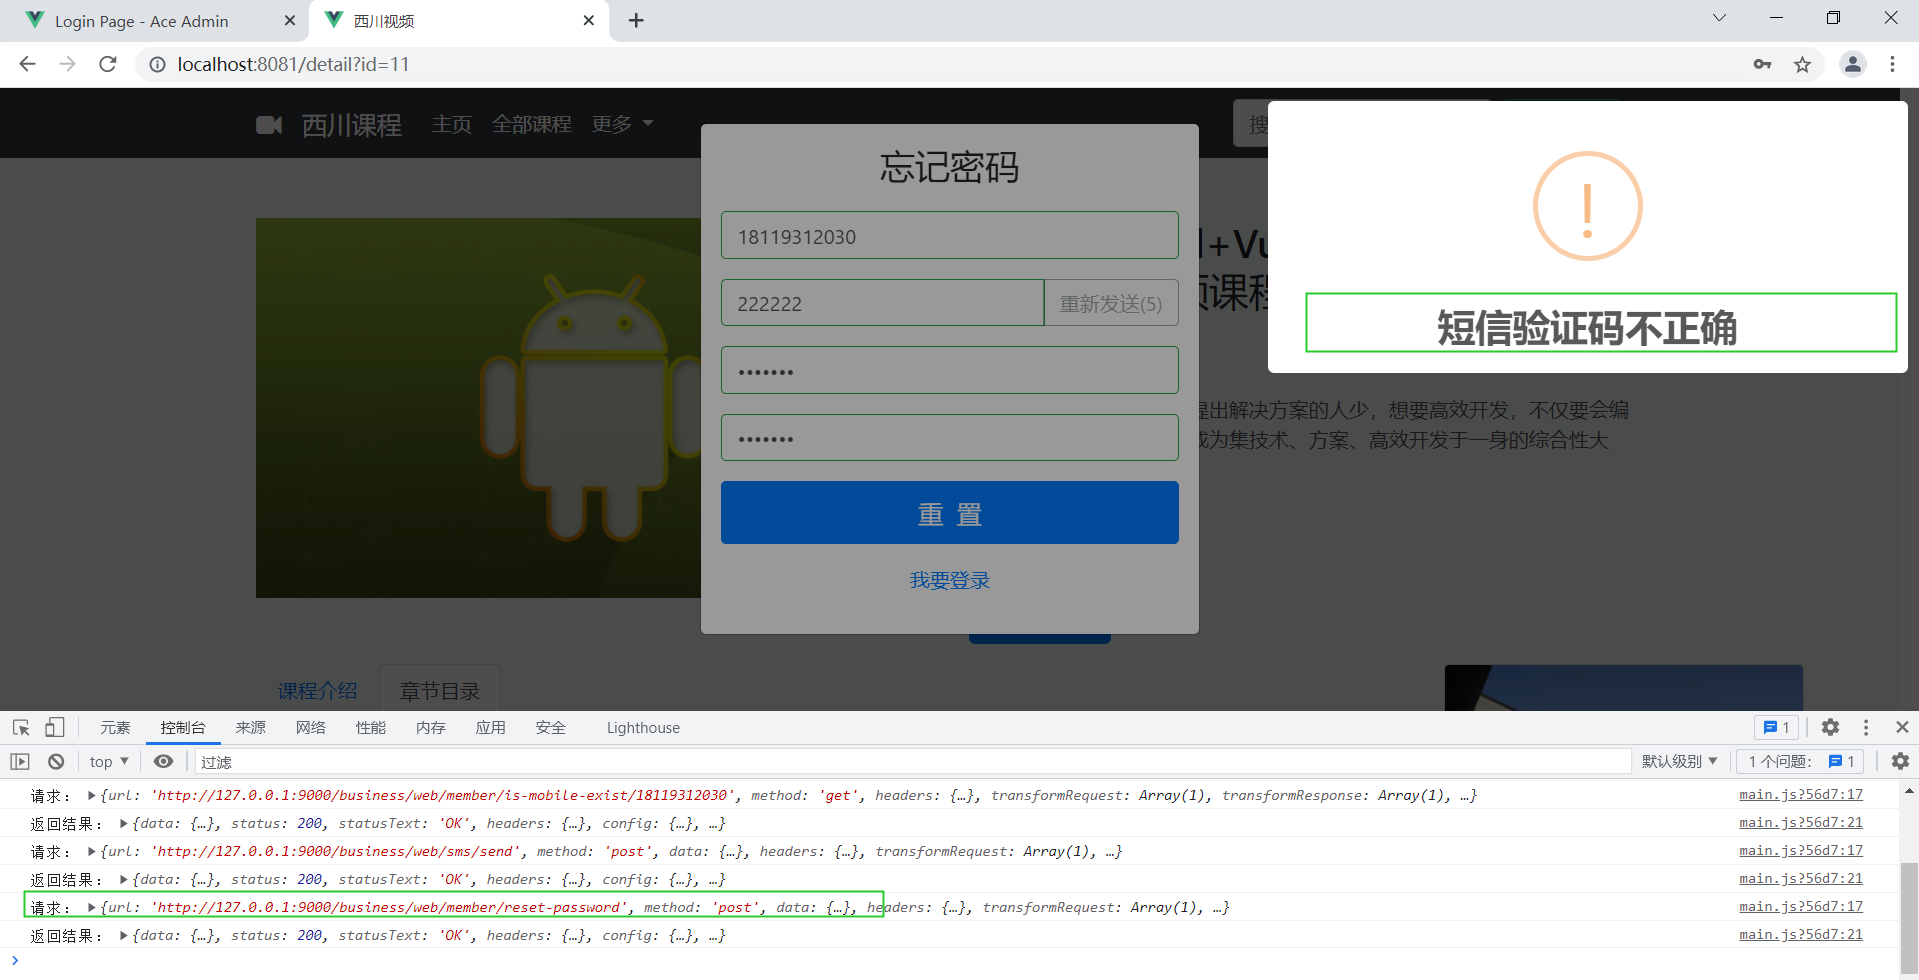 Login Page - Ace Admin
西川视频
localhost:8081/detail?id=11
西川课程 主页 全部课程 更多
搜
忘记密码
18119312030
222222 重新发送(5)
•••••••
•••••••
重 置
我要登录
!
短信验证码不正确
+Vu
课程
出解决方案的人少，想要高效开发，不仅要会编
为集技术、方案、高效开发于一身的综合性大
课程介绍 章节目录
元素 控制台 来源 网络 性能 内存 应用 安全 Lighthouse 1
top 过滤 默认级别 1 个问题： 1
请求： {url: 'http://127.0.0.1:9000/business/web/member/is-mobile-exist/18119312030', method: 'get', headers: {…}, transformRequest: Array(1), transformResponse: Array(1), …} main.js?56d7:17
返回结果： {data: {…}, status: 200, statusText: 'OK', headers: {…}, config: {…}, …} main.js?56d7:21
请求： {url: 'http://127.0.0.1:9000/business/web/sms/send', method: 'post', data: {…}, headers: {…}, transformRequest: Array(1), …} main.js?56d7:17
返回结果： {data: {…}, status: 200, statusText: 'OK', headers: {…}, config: {…}, …} main.js?56d7:21
请求： {url: 'http://127.0.0.1:9000/business/web/member/reset-password', method: 'post', data: {…}, headers: {…}, transformRequest: Array(1), …} main.js?56d7:17
返回结果： {data: {…}, status: 200, statusText: 'OK', headers: {…}, config: {…}, …} main.js?56d7:21